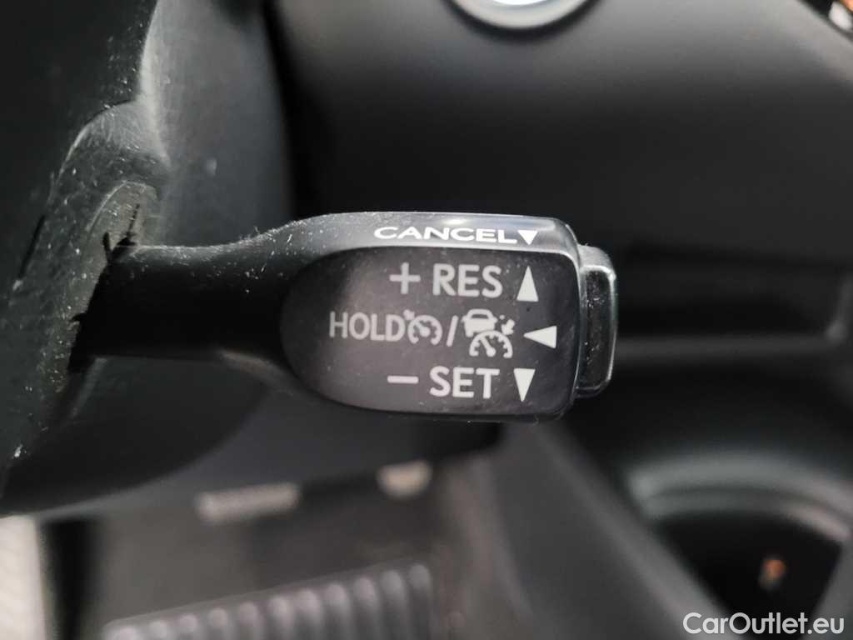 CANCEL▼
+ RES ▲
HOLD / ◀
− SET ▼
CarOutlet.eu